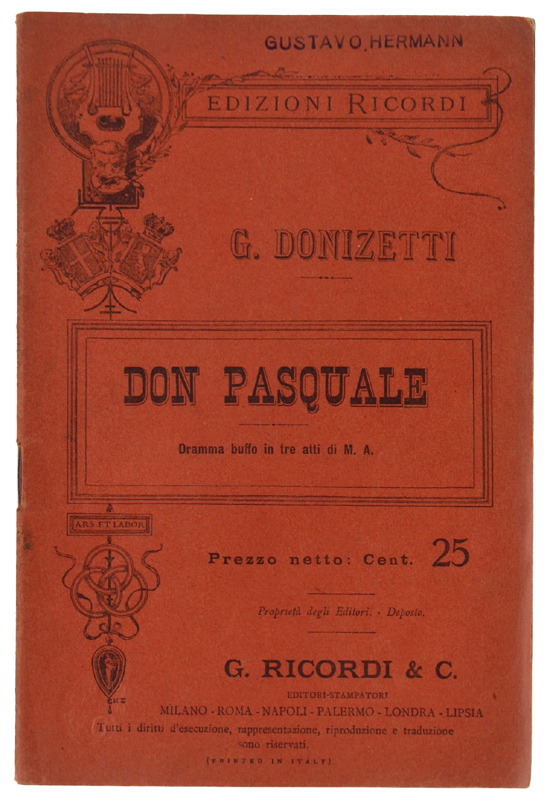 GUSTAVO HERMANN
EDIZIONI RICORDI
G. DONIZETTI
DON PASQUALE
Dramma buffo in tre atti di M. A.
ARS ET LABOR
Prezzo netto: Cent. 25
Proprietà degli Editori. - Deposto.
G. RICORDI & C.
EDITORI-STAMPATORI
MILANO - ROMA - NAPOLI - PALERMO - LONDRA - LIPSIA
Tutti i diritti d'esecuzione, rappresentazione, riproduzione e traduzione
sono riservati.
(PRINTED IN ITALY)